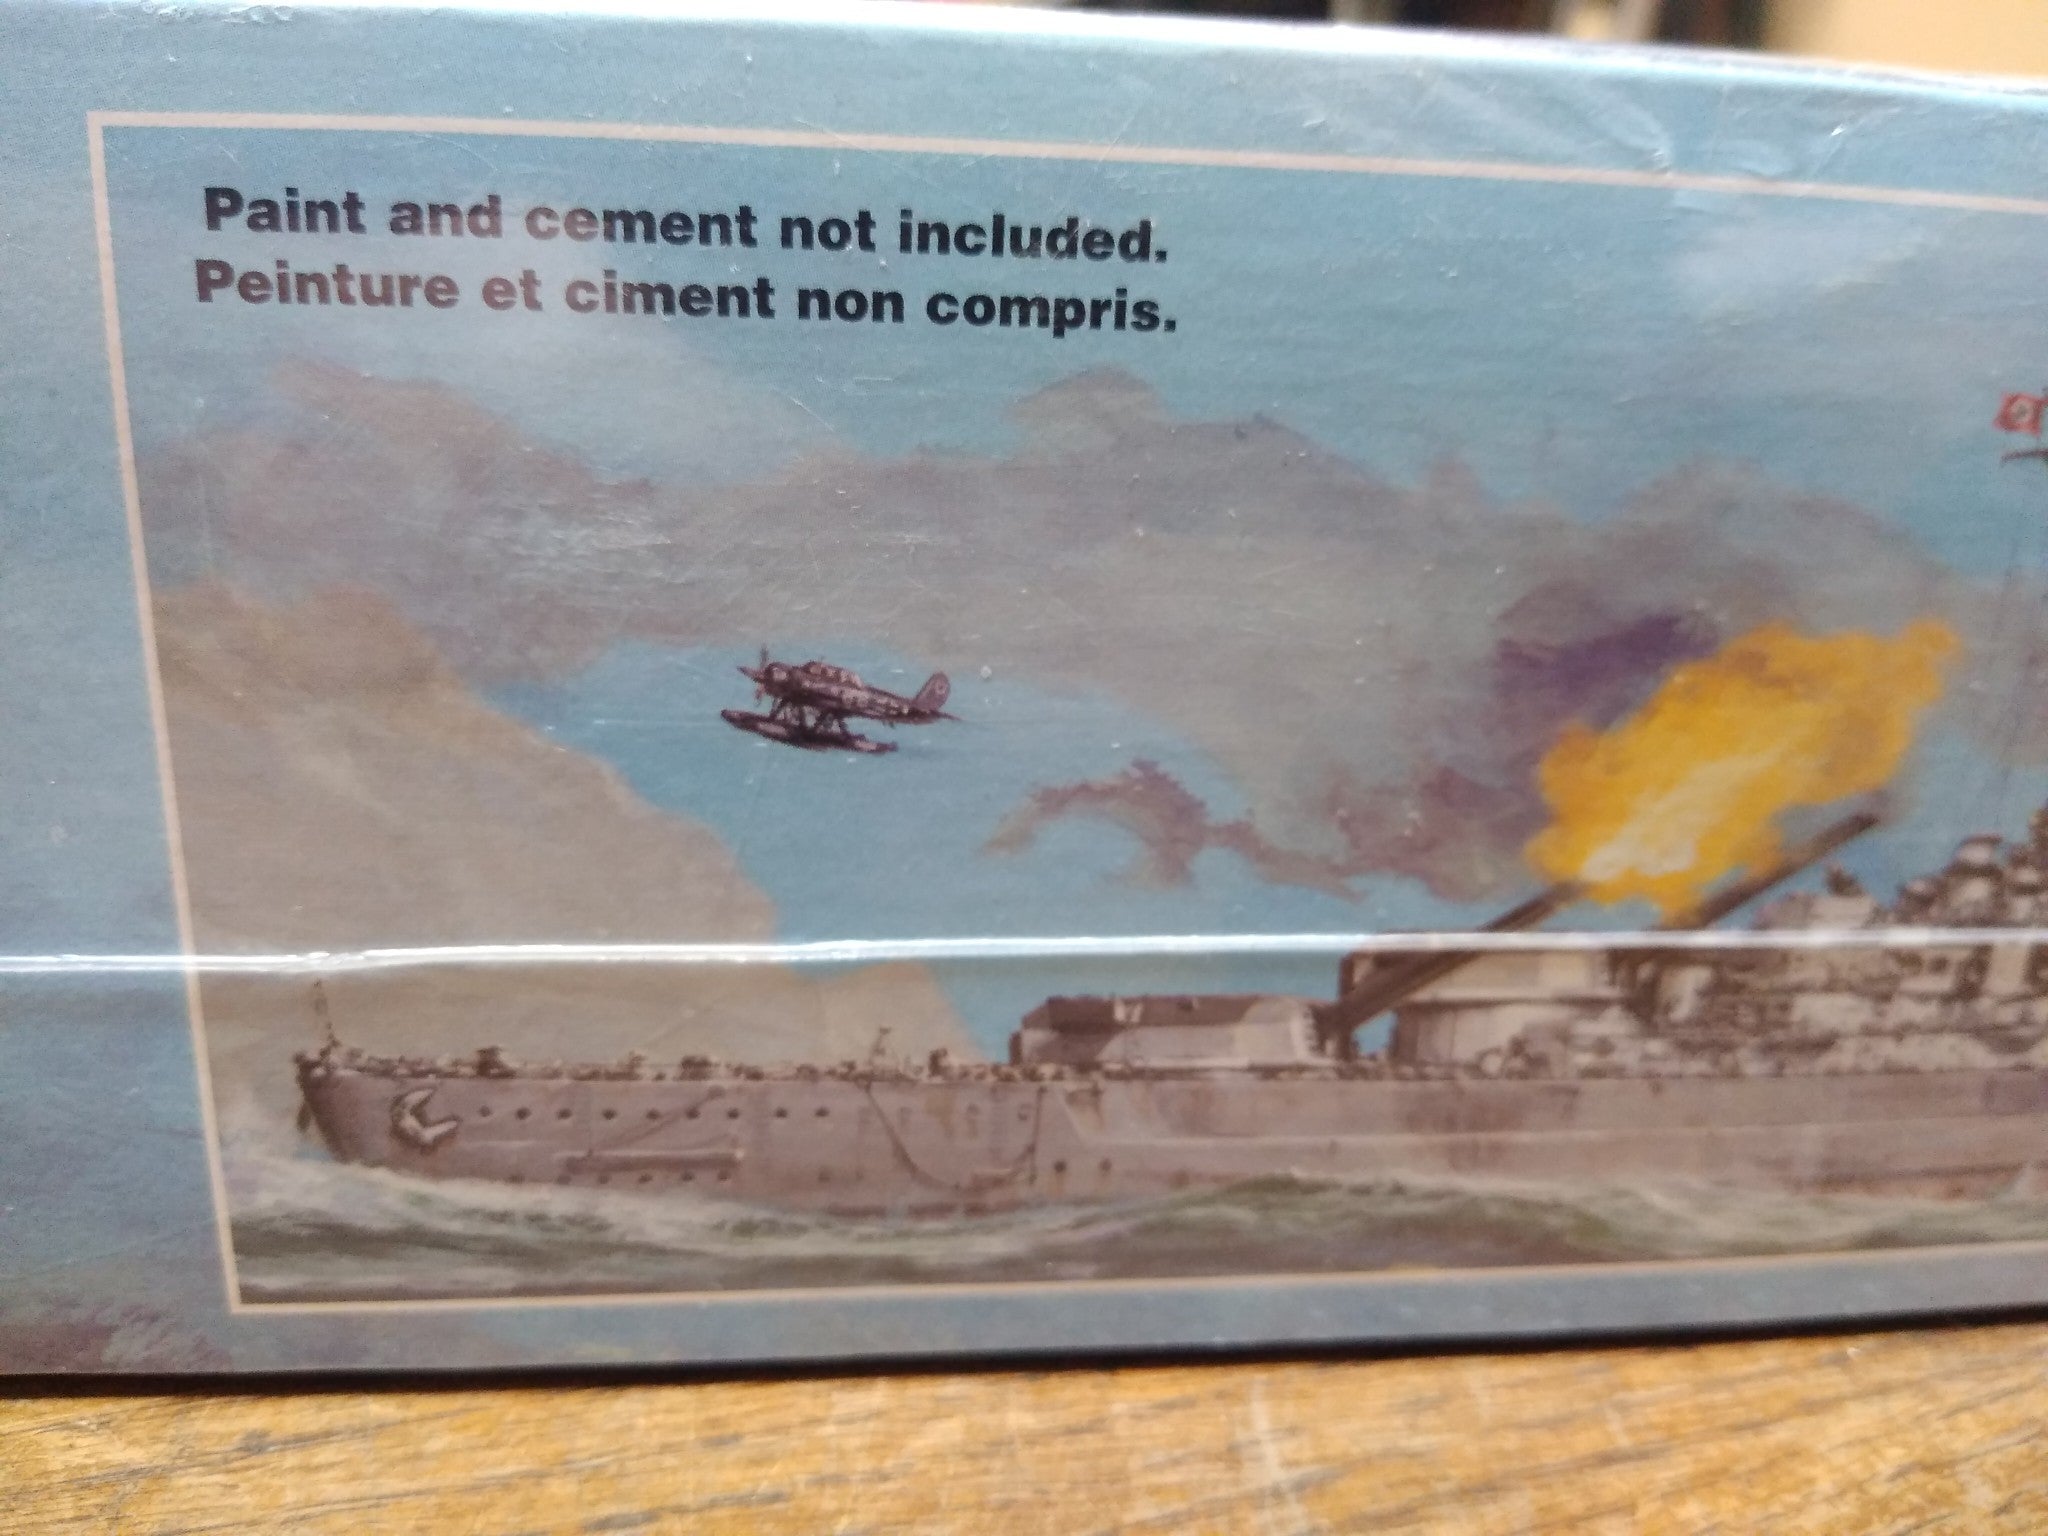 Paint and cement not included.
Peinture et ciment non compris.